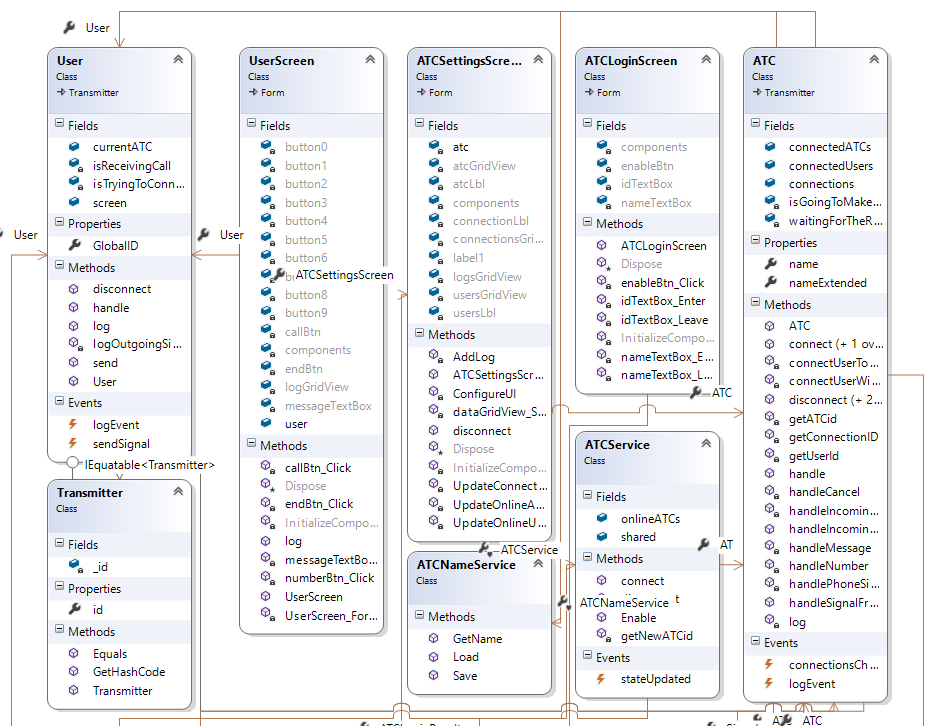 User
User
Class
Transmitter
Fields
currentATC
isReceivingCall
isTryingToConn...
screen
Properties
GlobalID
Methods
disconnect
handle
log
logOutgoingSi...
send
User
Events
logEvent
sendSignal
IEquatable<Transmitter>
Transmitter
Class
Fields
_id
Properties
id
Methods
Equals
GetHashCode
Transmitter
User
User
UserScreen
Class
Form
Fields
button0
button1
button2
button3
button4
button5
button6
ATCSettingsScreen
button8
button9
callBtn
components
endBtn
logGridView
messageTextBox
user
Methods
callBtn_Click
Dispose
endBtn_Click
InitializeCompo...
log
messageTextBo...
numberBtn_Click
UserScreen
UserScreen_For...
ATCSettingsScre...
Class
Form
Fields
atc
atcGridView
atcLbl
components
connectionLbl
connectionsGri...
label1
logsGridView
usersGridView
usersLbl
Methods
AddLog
ATCSettingsScr...
ConfigureUI
dataGridView_S...
disconnect
Dispose
InitializeCompo...
UpdateConnect...
UpdateOnlineA...
UpdateOnlineU...
ATCService
ATCNameService
Class
Methods
GetName
Load
Save
ATCLoginScreen
Class
Form
Fields
components
enableBtn
idTextBox
nameTextBox
Methods
ATCLoginScreen
Dispose
enableBtn_Click
idTextBox_Enter
idTextBox_Leave
InitializeCompo...
nameTextBox_E...
nameTextBox_L...
ATC
ATCService
Class
Fields
onlineATCs
shared
AT
Methods
connect
ATCNameService
Enable
getNewATCid
Events
stateUpdated
ATC
Class
Transmitter
Fields
connectedATCs
connectedUsers
connections
isGoingToMake...
waitingForTheR...
Properties
name
nameExtended
Methods
ATC
connect (+ 1 ov...
connectUserTo...
connectUserWi...
disconnect (+ 2...
getATCid
getConnectionID
getUserId
handle
handleCancel
handleIncomin...
handleIncomin...
handleMessage
handleNumber
handlePhoneSi...
handleSignalFr...
log
Events
connectionsCh...
logEvent
ATC